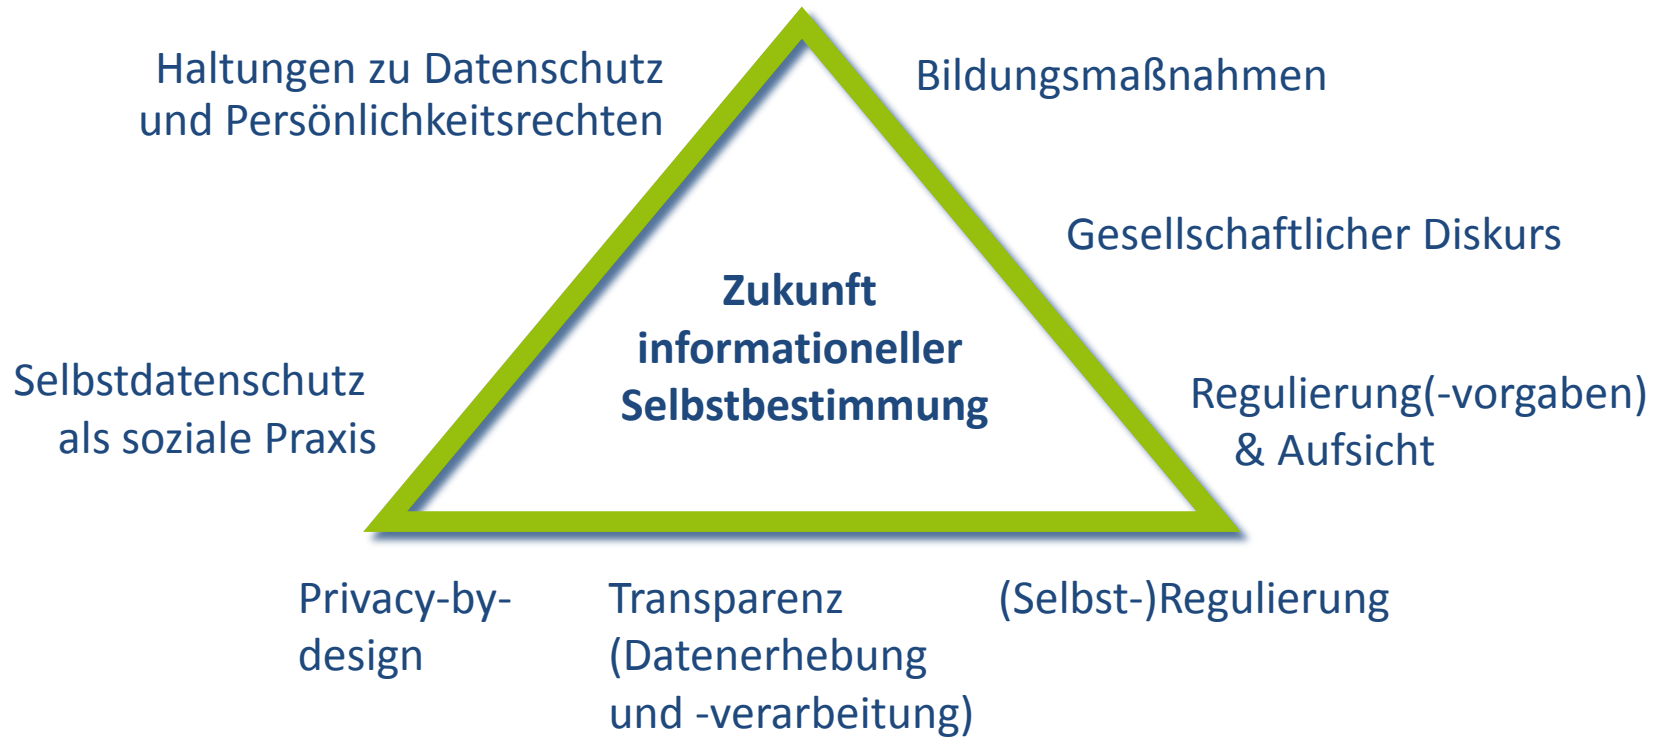 Haltungen zu Datenschutz
und Persönlichkeitsrechten
Bildungsmaßnahmen
Gesellschaftlicher Diskurs
Zukunft
informationeller
Selbstbestimmung
Selbstdatenschutz
als soziale Praxis
Regulierung(-vorgaben)
& Aufsicht
Privacy-by-
design
Transparenz
(Datenerhebung
und -verarbeitung)
(Selbst-)Regulierung